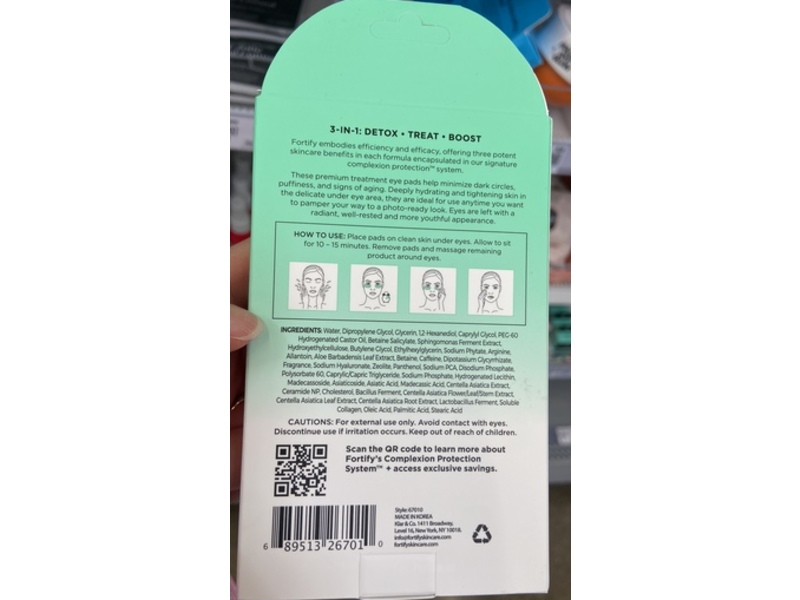 3-IN-1: DETOX • TREAT • BOOST
Fortify embodies efficiency and efficacy, offering three potent
skincare benefits in each formula encapsulated in our signature
complexion protection™ system.
These premium treatment eye pads help minimize dark circles,
puffiness, and signs of aging. Deeply hydrating and tightening skin in
the delicate under eye area, they are ideal for use anytime you want
to pamper your way to a photo-ready look. Eyes are left with a
radiant, well-rested and more youthful appearance.
HOW TO USE: Place pads on clean skin under eyes. Allow to sit
for 10 – 15 minutes. Remove pads and massage remaining
product around eyes.
INGREDIENTS: Water, Dipropylene Glycol, Glycerin, 1,2-Hexanediol, Caprylyl Glycol, PEG-60
Hydrogenated Castor Oil, Betaine Salicylate, Sphingomonas Ferment Extract,
Hydroxyethylcellulose, Butylene Glycol, Ethylhexylglycerin, Sodium Phytate, Arginine,
Allantoin, Aloe Barbadensis Leaf Extract, Betaine, Caffeine, Dipotassium Glycyrrhizate,
Fragrance, Sodium Hyaluronate, Zeolite, Panthenol, Sodium PCA, Disodium Phosphate,
Polysorbate 60, Caprylic/Capric Triglyceride, Sodium Phosphate, Hydrogenated Lecithin,
Madecassoside, Asiaticoside, Asiatic Acid, Madecassic Acid, Centella Asiatica Extract,
Ceramide NP, Cholesterol, Bacillus Ferment, Centella Asiatica Flower/Leaf/Stem Extract,
Centella Asiatica Leaf Extract, Centella Asiatica Root Extract, Lactobacillus Ferment, Soluble
Collagen, Oleic Acid, Palmitic Acid, Stearic Acid
CAUTIONS: For external use only. Avoid contact with eyes.
Discontinue use if irritation occurs. Keep out of reach of children.
Scan the QR code to learn more about
Fortify's Complexion Protection
System™ + access exclusive savings.
Style: 67010
MADE IN KOREA
Klar & Co. 1411 Broadway,
Level 16, New York, NY 10018.
info@fortifyskincare.com
fortifyskincare.com
6 89513 26701 0